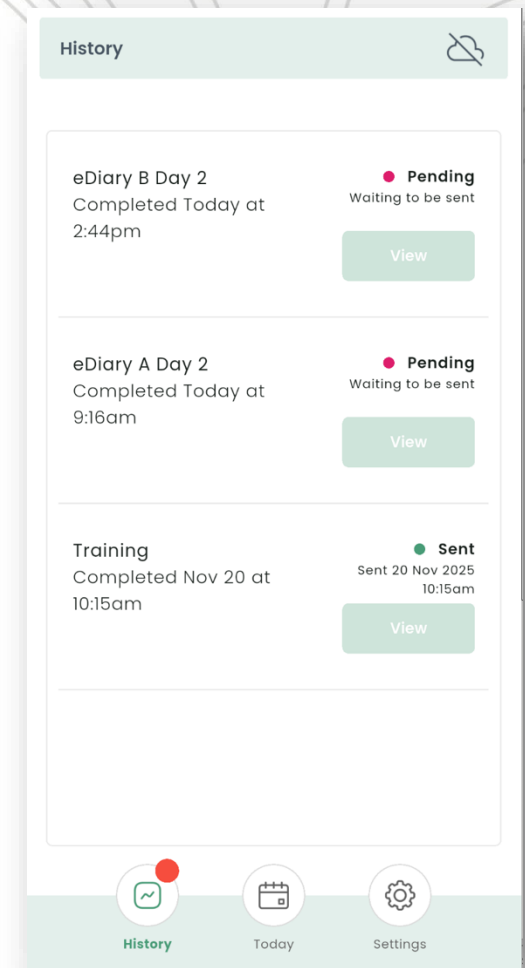 History
eDiary B Day 2
Completed Today at
2:44pm
Pending
Waiting to be sent
View
eDiary A Day 2
Completed Today at
9:16am
Pending
Waiting to be sent
View
Training
Completed Nov 20 at
10:15am
Sent
Sent 20 Nov 2025
10:15am
View
History
Today
Settings